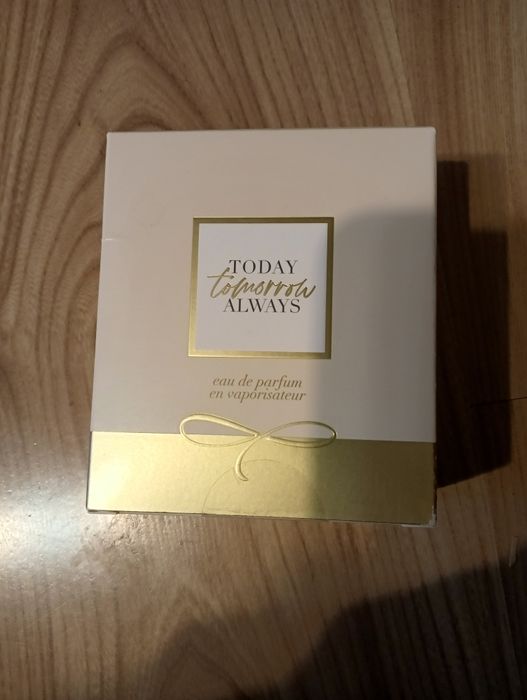 TODAY
tomorrow
ALWAYS
eau de parfum
en vaporisateur